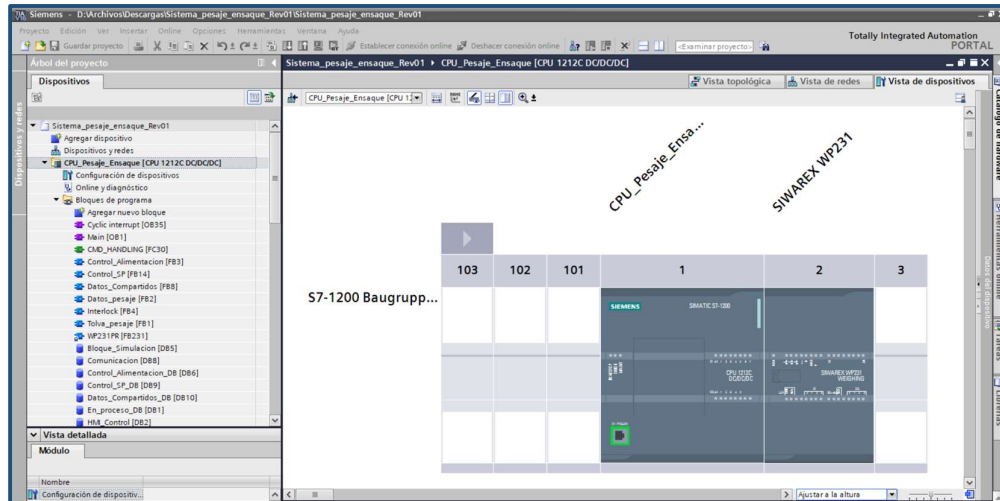 Siemens - D:\Archivos\Descargas\Sistema_pesaje_ensaque_Rev01\Sistema_pesaje_ensaque_Rev01
Proyecto Edición Ver Insertar Online Opciones Herramientas Ventana Ayuda
Guardar proyecto Establecer conexión online Deshacer conexión online <Examinar proyecto>
Totally Integrated Automation
PORTAL
Árbol del proyecto
Sistema_pesaje_ensaque_Rev01 CPU_Pesaje_Ensaque [CPU 1212C DC/DC/DC]
Dispositivos
Vista topológica Vista de redes Vista de dispositivos
CPU_Pesaje_Ensaque [CPU 1
Dispositivos y redes
Sistema_pesaje_ensaque_Rev01
Agregar dispositivo
Dispositivos y redes
CPU_Pesaje_Ensaque [CPU 1212C DC/DC/DC]
Configuración de dispositivos
Online y diagnóstico
Bloques de programa
Agregar nuevo bloque
Cyclic interrupt [OB35]
Main [OB1]
CMD_HANDLING [FC30]
Control_Alimentacion [FB3]
Control_SP [FB14]
Datos_Compartidos [FB8]
Datos_pesaje [FB2]
Interlock [FB4]
Tolva_pesaje [FB1]
WP231PR [FB231]
Bloque_Simulacion [DB5]
Comunicacion [DB8]
Control_Alimentacion_DB [DB6]
Control_SP_DB [DB9]
Datos_Compartidos_DB [DB10]
En_proceso_DB [DB1]
HMI_Control [DB2]
Vista detallada
Módulo
Nombre
Configuración de dispositiv...
CPU_Pesaje_Ensa...
SIWAREX WP231
103 102 101 1 2 3
S7-1200 Baugrupp...
SIEMENS SIMATIC S7-1200
CPU 1212C
DC/DC/DC
SIWAREX WP231
WEIGHING
Ajustar a la altura
Catálogo de hardware
Herramientas online
Tareas
Librerías
Datos del dispositivo